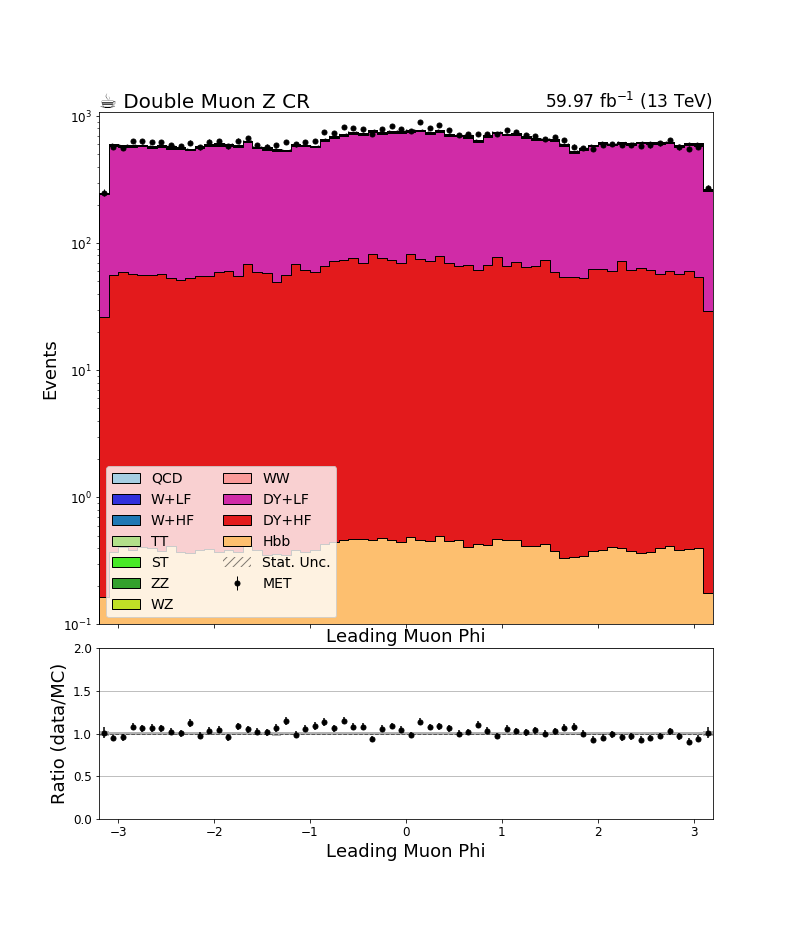 ☕ Double Muon Z CR
59.97 fb⁻¹ (13 TeV)
10³
10²
10¹
10⁰
10⁻¹
Events
QCD
W+LF
W+HF
TT
ST
ZZ
WZ
WW
DY+LF
DY+HF
Hbb
Stat. Unc.
MET
Leading Muon Phi
2.0
1.5
1.0
0.5
0.0
Ratio (data/MC)
−3 −2 −1 0 1 2 3
Leading Muon Phi